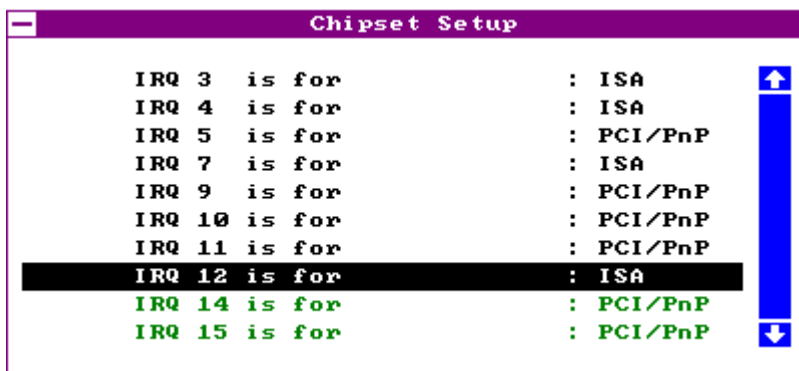 Chipset Setup
IRQ 3 is for : ISA
IRQ 4 is for : ISA
IRQ 5 is for : PCI/PnP
IRQ 7 is for : ISA
IRQ 9 is for : PCI/PnP
IRQ 10 is for : PCI/PnP
IRQ 11 is for : PCI/PnP
IRQ 12 is for : ISA
IRQ 14 is for : PCI/PnP
IRQ 15 is for : PCI/PnP